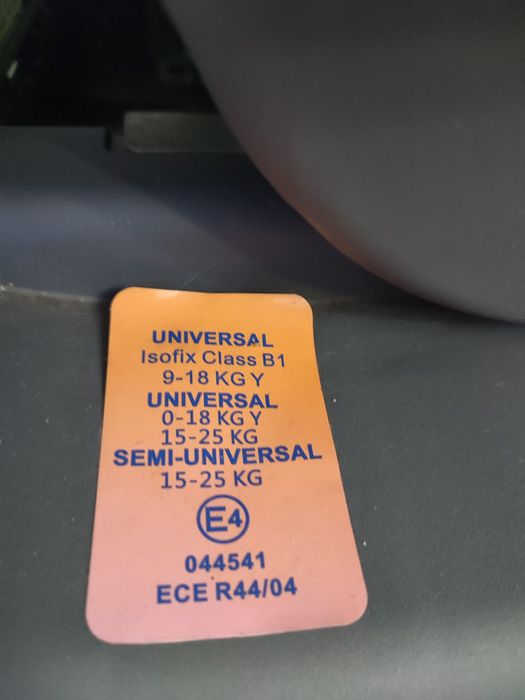 UNIVERSAL
Isofix Class B1
9-18 KG Y
UNIVERSAL
0-18 KG Y
15-25 KG
SEMI-UNIVERSAL
15-25 KG
E4
044541
ECE R44/04